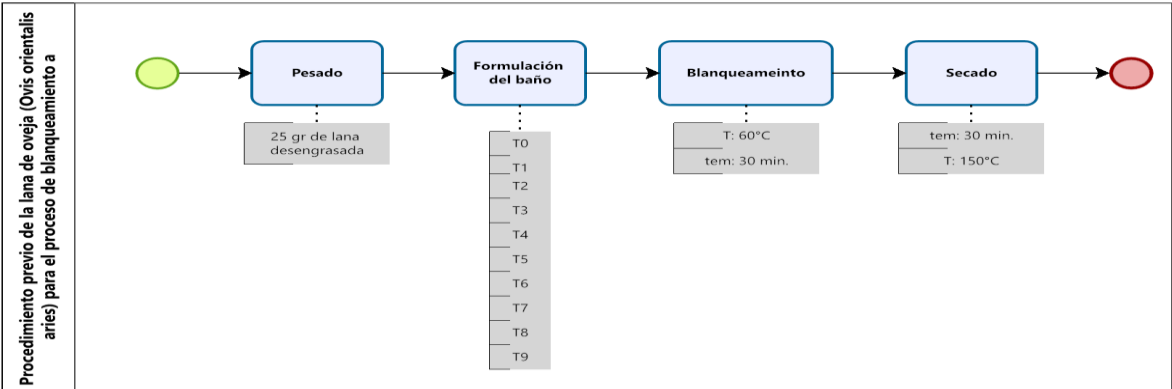 Procedimiento previo de la lana de oveja (Ovis orientalis
aries) para el proceso de blanqueamiento a
Pesado
Formulación
del baño
Blanqueameinto
Secado
25 gr de lana
desengrasada
T0
T1
T2
T3
T4
T5
T6
T7
T8
T9
T: 60°C
tem: 30 min.
tem: 30 min.
T: 150°C